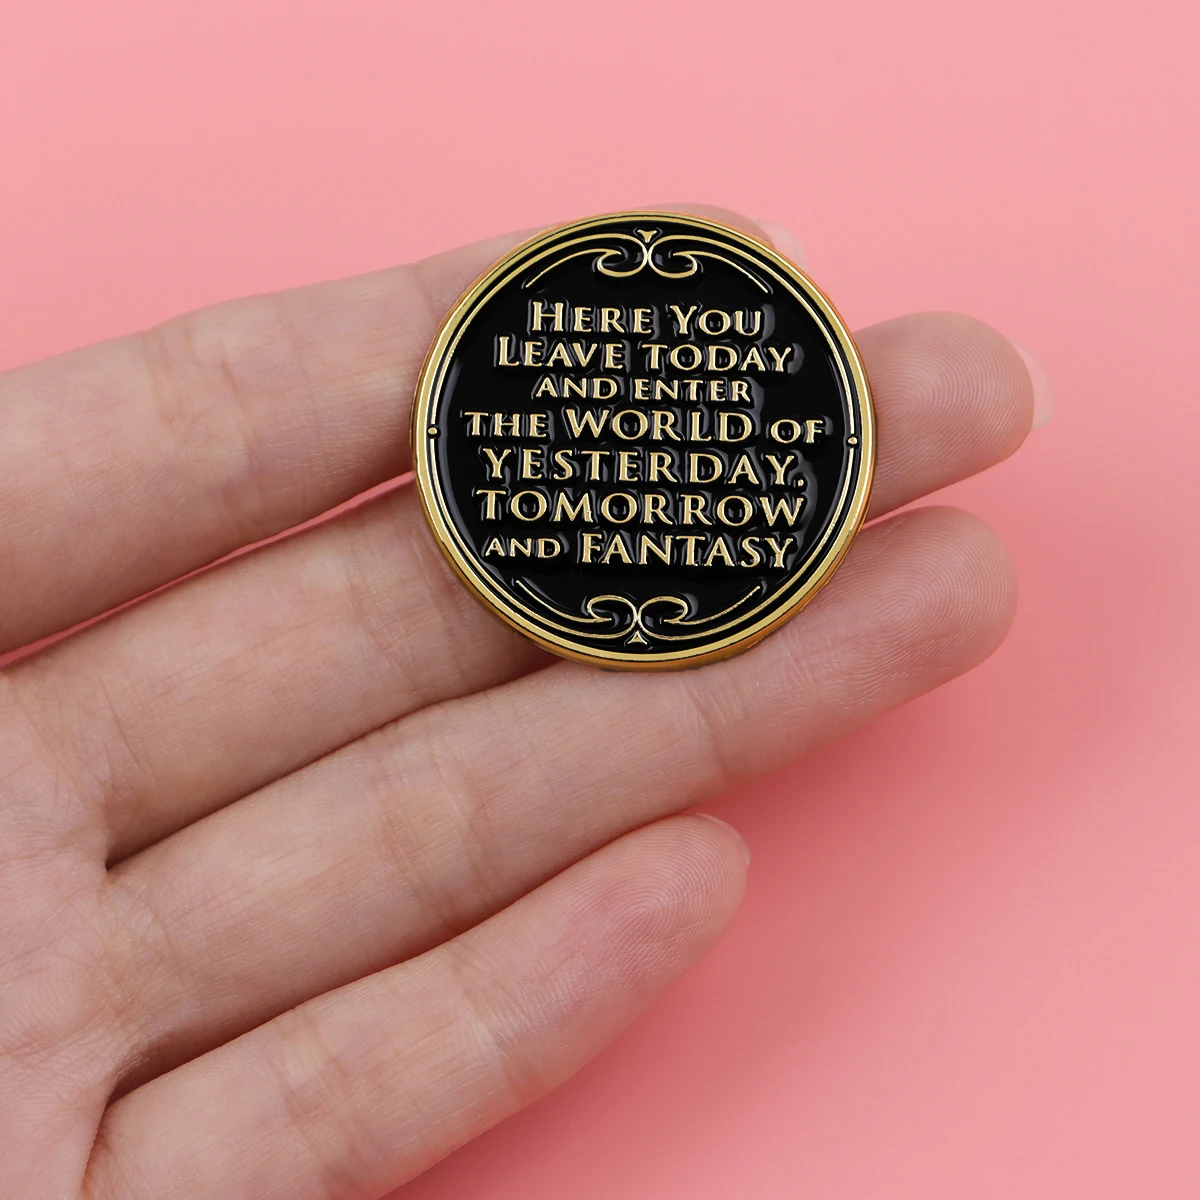 HERE YOU
LEAVE TODAY
AND ENTER
THE WORLD OF
YESTERDAY.
TOMORROW
AND FANTASY